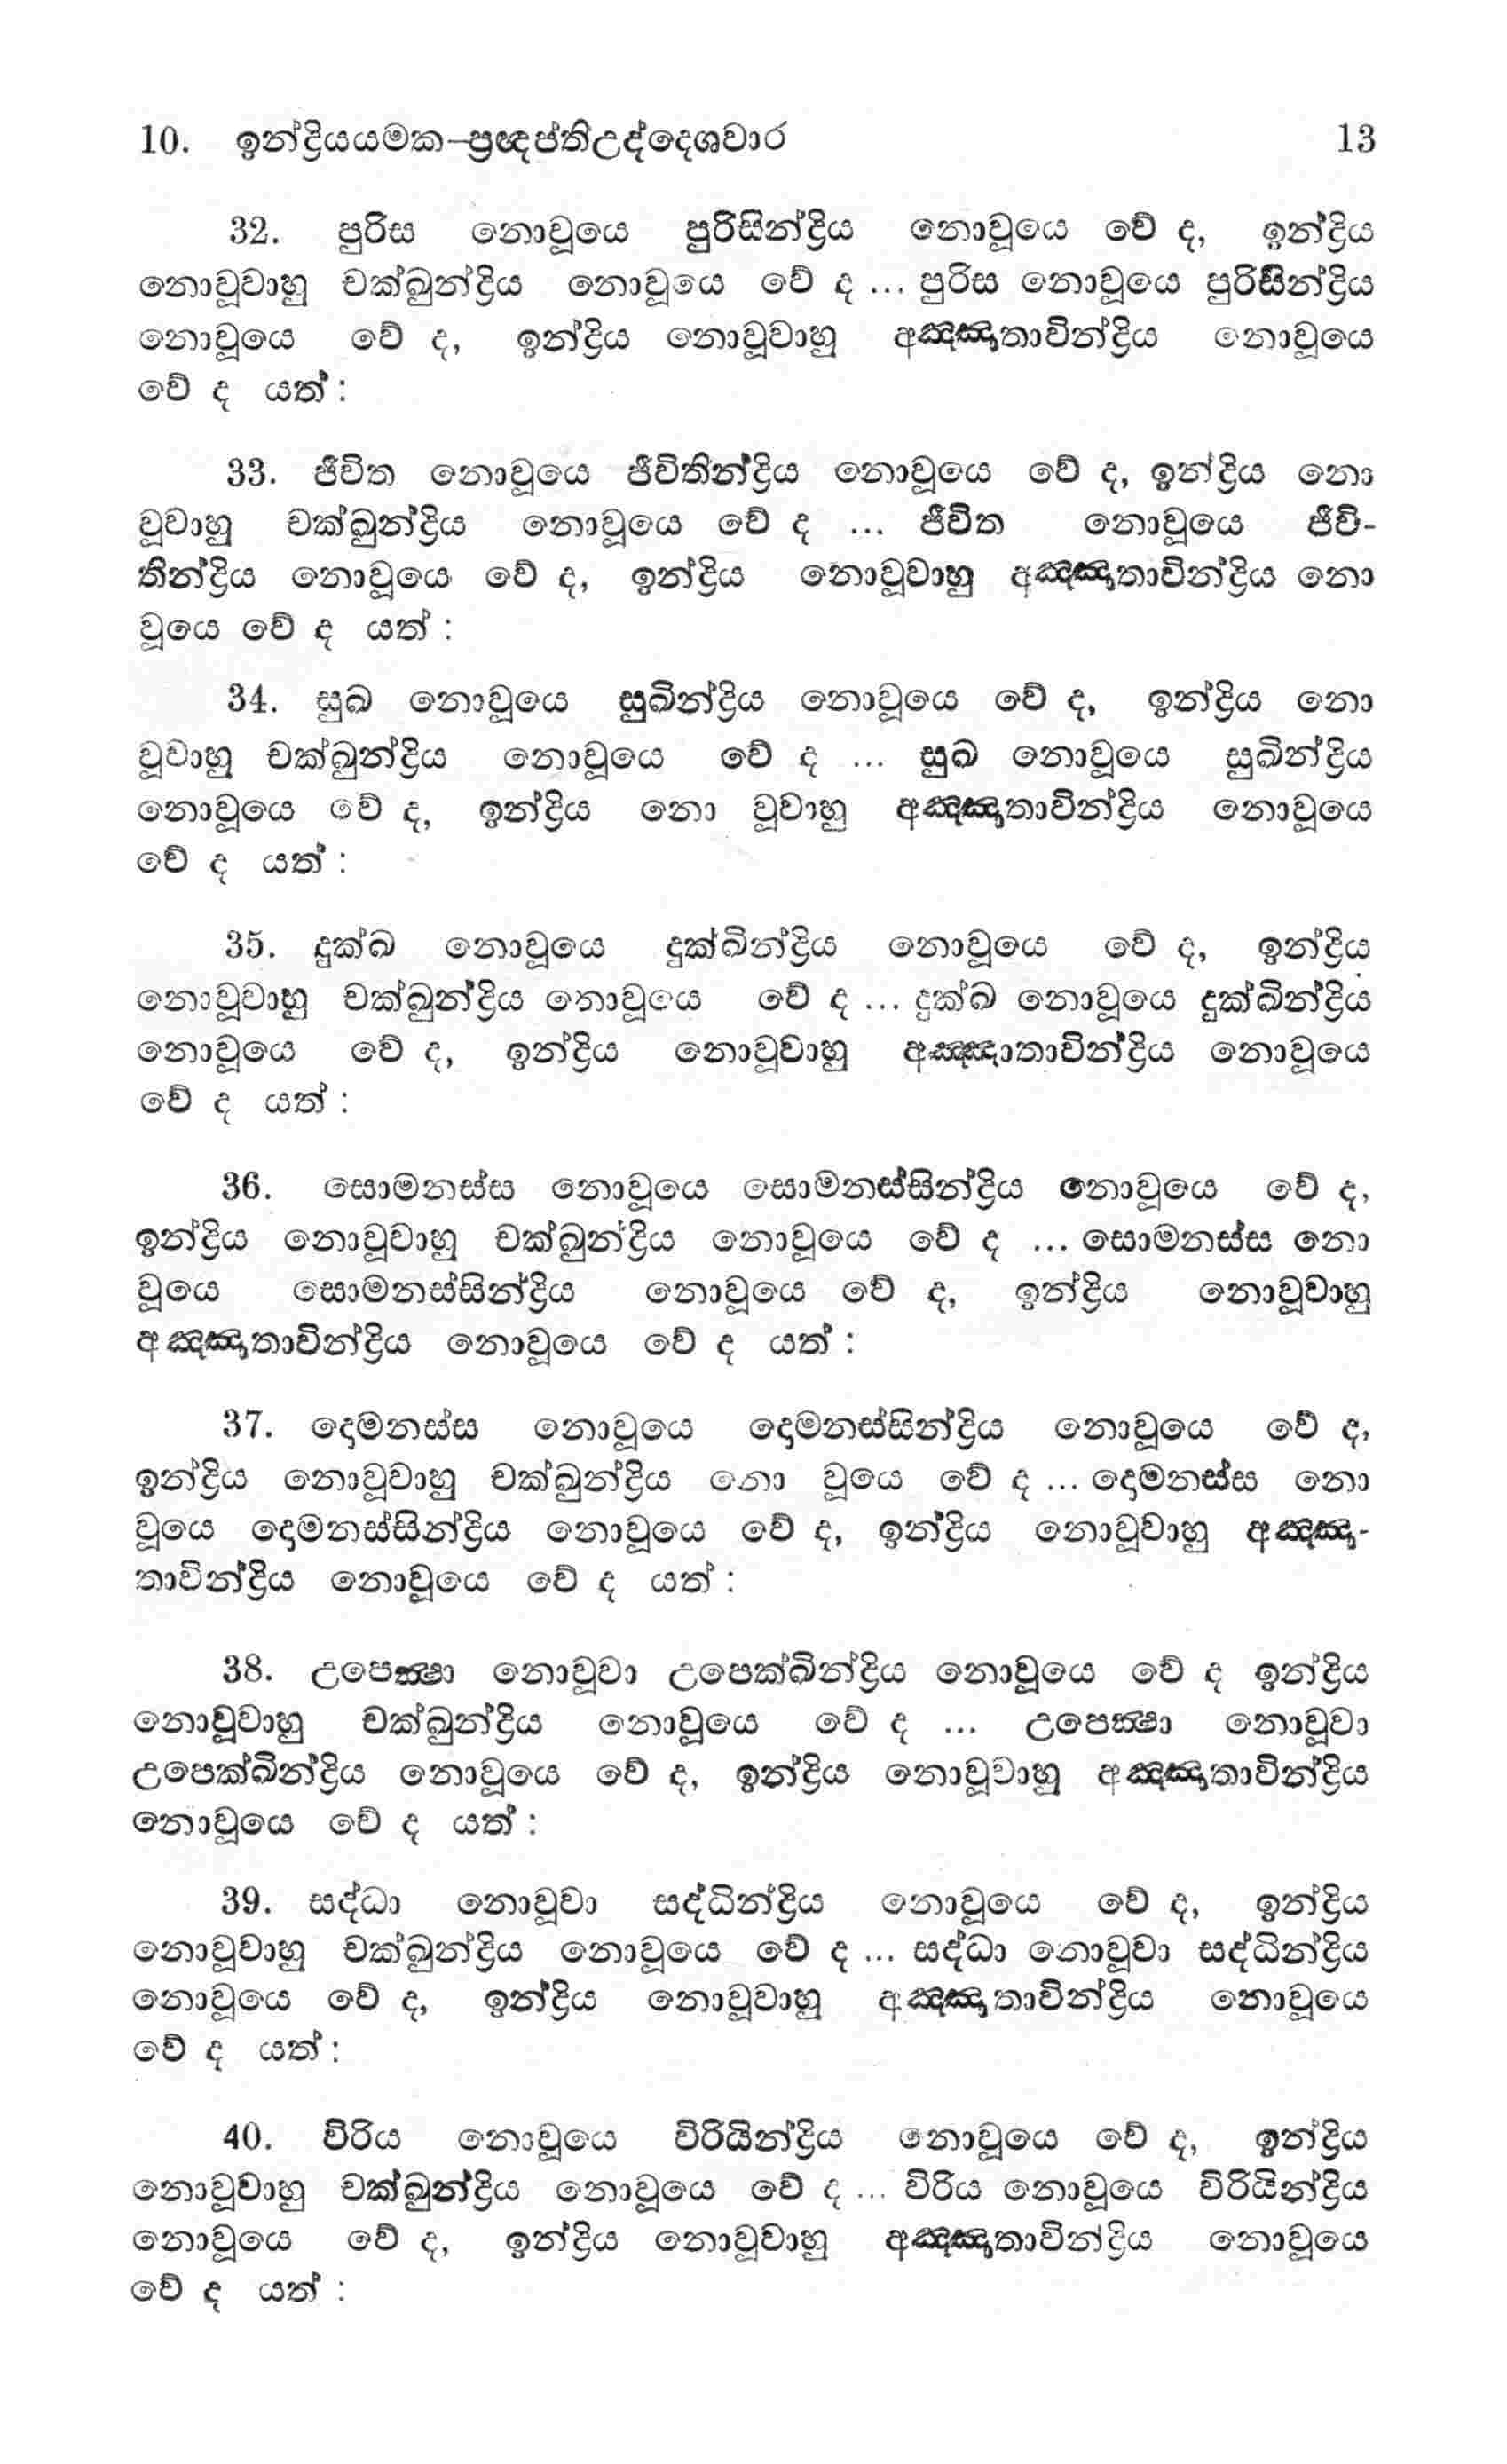 10. ඉන්ද්‍රියයමක–ප්‍රඥප්තිඋද්දෙශවාර 13
32. පුරිස නොවූයෙ පුරිසින්ද්‍රිය නොවූයෙ වේ ද, ඉන්ද්‍රිය
නොවූවාහු චක්ඛුන්ද්‍රිය නොවූයෙ වේ ද ... පුරිස නොවූයෙ පුරිසින්ද්‍රිය
නොවූයෙ වේ ද, ඉන්ද්‍රිය නොවූවාහු අඤ්ඤාතාවින්ද්‍රිය නොවූයෙ
වේ ද යත් :
33. ජීවිත නොවූයෙ ජීවිතින්ද්‍රිය නොවූයෙ වේ ද, ඉන්ද්‍රිය නො
වූවාහු චක්ඛුන්ද්‍රිය නොවූයෙ වේ ද ... ජීවිත නොවූයෙ ජීවි-
තින්ද්‍රිය නොවූයෙ වේ ද, ඉන්ද්‍රිය නොවූවාහු අඤ්ඤාතාවින්ද්‍රිය නො
වූයෙ වේ ද යත් :
34. සුඛ නොවූයෙ සුඛින්ද්‍රිය නොවූයෙ වේ ද, ඉන්ද්‍රිය නො
වූවාහු චක්ඛුන්ද්‍රිය නොවූයෙ වේ ද ... සුඛ නොවූයෙ සුඛින්ද්‍රිය
නොවූයෙ වේ ද, ඉන්ද්‍රිය නො වූවාහු අඤ්ඤාතාවින්ද්‍රිය නොවූයෙ
වේ ද යත් :
35. දුක්ඛ නොවූයෙ දුක්ඛින්ද්‍රිය නොවූයෙ වේ ද, ඉන්ද්‍රිය
නොවූවාහු චක්ඛුන්ද්‍රිය නොවූයෙ වේ ද ... දුක්ඛ නොවූයෙ දුක්ඛින්ද්‍රිය
නොවූයෙ වේ ද, ඉන්ද්‍රිය නොවූවාහු අඤ්ඤාතාවින්ද්‍රිය නොවූයෙ
වේ ද යත් :
36. සොමනස්ස නොවූයෙ සොමනස්සින්ද්‍රිය නොවූයෙ වේ ද,
ඉන්ද්‍රිය නොවූවාහු චක්ඛුන්ද්‍රිය නොවූයෙ වේ ද ... සොමනස්ස නො
වූයෙ සොමනස්සින්ද්‍රිය නොවූයෙ වේ ද, ඉන්ද්‍රිය නොවූවාහු
අඤ්ඤාතාවින්ද්‍රිය නොවූයෙ වේ ද යත් :
37. දොමනස්ස නොවූයෙ දොමනස්සින්ද්‍රිය නොවූයෙ වේ ද,
ඉන්ද්‍රිය නොවූවාහු චක්ඛුන්ද්‍රිය නො වූයෙ වේ ද ... දොමනස්ස නො
වූයෙ දොමනස්සින්ද්‍රිය නොවූයෙ වේ ද, ඉන්ද්‍රිය නොවූවාහු අඤ්ඤා-
තාවින්ද්‍රිය නොවූයෙ වේ ද යත් :
38. උපෙක්‍ෂා නොවූවා උපෙක්ඛින්ද්‍රිය නොවූයෙ වේ ද ඉන්ද්‍රිය
නොවූවාහු චක්ඛුන්ද්‍රිය නොවූයෙ වේ ද ... උපෙක්‍ෂා නොවූවා
උපෙක්ඛින්ද්‍රිය නොවූයෙ වේ ද, ඉන්ද්‍රිය නොවූවාහු අඤ්ඤාතාවින්ද්‍රිය
නොවූයෙ වේ ද යත් :
39. සද්ධා නොවූවා සද්ධින්ද්‍රිය නොවූයෙ වේ ද, ඉන්ද්‍රිය
නොවූවාහු චක්ඛුන්ද්‍රිය නොවූයෙ වේ ද ... සද්ධා නොවූවා සද්ධින්ද්‍රිය
නොවූයෙ වේ ද, ඉන්ද්‍රිය නොවූවාහු අඤ්ඤාතාවින්ද්‍රිය නොවූයෙ
වේ ද යත් :
40. විරිය නොවූයෙ විරියින්ද්‍රිය නොවූයෙ වේ ද, ඉන්ද්‍රිය
නොවූවාහු චක්ඛුන්ද්‍රිය නොවූයෙ වේ ද ... විරිය නොවූයෙ විරියින්ද්‍රිය
නොවූයෙ වේ ද, ඉන්ද්‍රිය නොවූවාහු අඤ්ඤාතාවින්ද්‍රිය නොවූයෙ
වේ ද යත් :